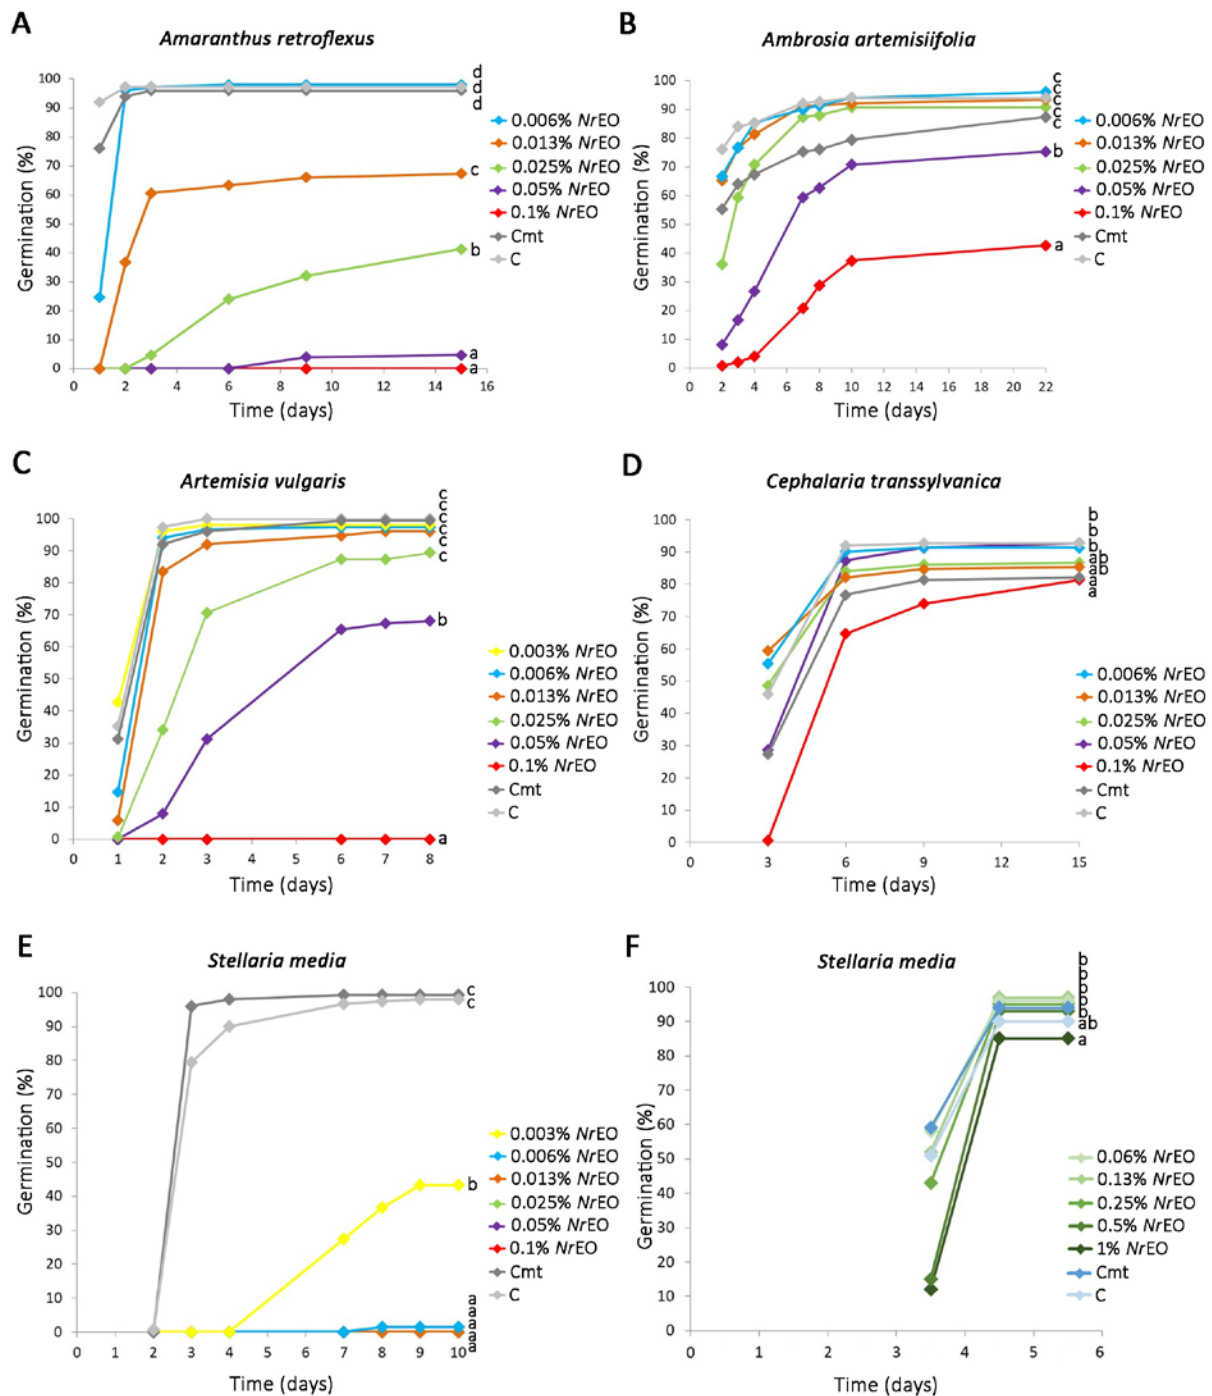 A
Amaranthus retroflexus
Germination (%)
100
90
80
70
60
50
40
30
20
10
0
0 2 4 6 8 10 12 14 16
Time (days)
d
d
d
c
b
a
a
0.006% NrEO
0.013% NrEO
0.025% NrEO
0.05% NrEO
0.1% NrEO
Cmt
C
B
Ambrosia artemisiifolia
Germination (%)
100
90
80
70
60
50
40
30
20
10
0
0 2 4 6 8 10 12 14 16 18 20 22
Time (days)
c
c
c
c
c
b
a
0.006% NrEO
0.013% NrEO
0.025% NrEO
0.05% NrEO
0.1% NrEO
Cmt
C
C
Artemisia vulgaris
Germination (%)
100
90
80
70
60
50
40
30
20
10
0
0 1 2 3 4 5 6 7 8
Time (days)
c
c
c
c
c
c
b
a
0.003% NrEO
0.006% NrEO
0.013% NrEO
0.025% NrEO
0.05% NrEO
0.1% NrEO
Cmt
C
D
Cephalaria transsylvanica
Germination (%)
100
90
80
70
60
50
40
30
20
10
0
0 3 6 9 12 15
Time (days)
b
b
b
ab
ab
a
a
0.006% NrEO
0.013% NrEO
0.025% NrEO
0.05% NrEO
0.1% NrEO
Cmt
C
E
Stellaria media
Germination (%)
100
90
80
70
60
50
40
30
20
10
0
0 1 2 3 4 5 6 7 8 9 10
Time (days)
c
c
b
a
a
a
a
a
0.003% NrEO
0.006% NrEO
0.013% NrEO
0.025% NrEO
0.05% NrEO
0.1% NrEO
Cmt
C
F
Stellaria media
Germination (%)
100
90
80
70
60
50
40
30
20
10
0
0 1 2 3 4 5 6
Time (days)
b
b
b
b
b
ab
a
0.06% NrEO
0.13% NrEO
0.25% NrEO
0.5% NrEO
1% NrEO
Cmt
C